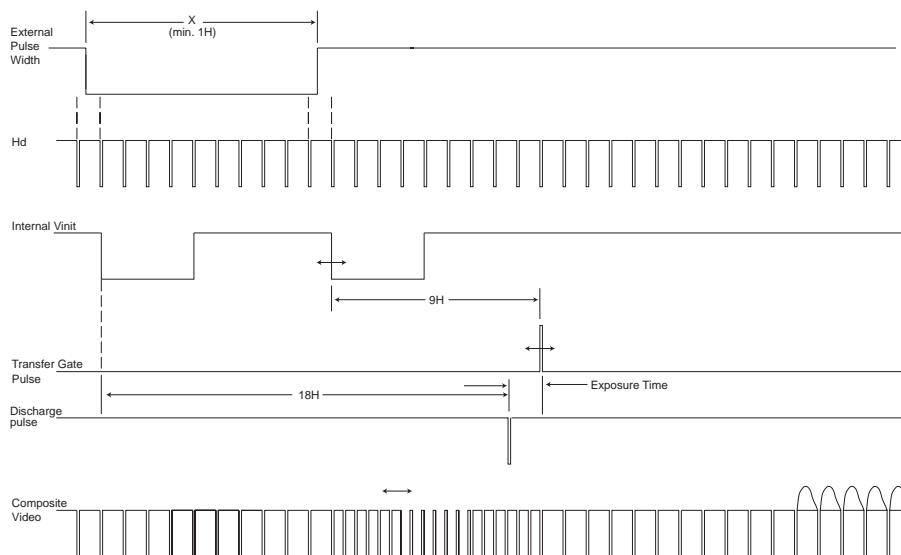 X
(min. 1H)
External
Pulse
Width
Hd
Internal Vinit
9H
Transfer Gate
Pulse
Exposure Time
18H
Discharge
pulse
Composite
Video